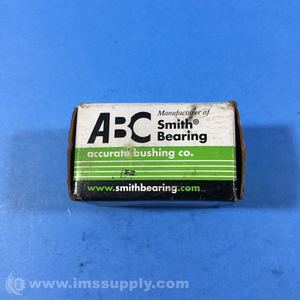 ABC
Manufacturer of
Smith®
Bearing
accurate bushing co.
www.smithbearing.com
© www.imssupply.com